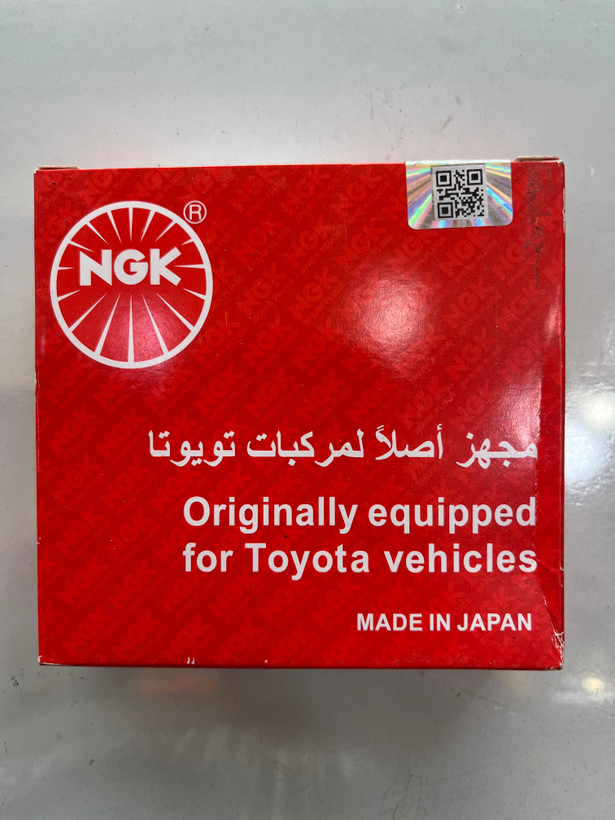 NGK
®
مجهز أصلاً لمركبات تويوتا
Originally equipped
for Toyota vehicles
MADE IN JAPAN